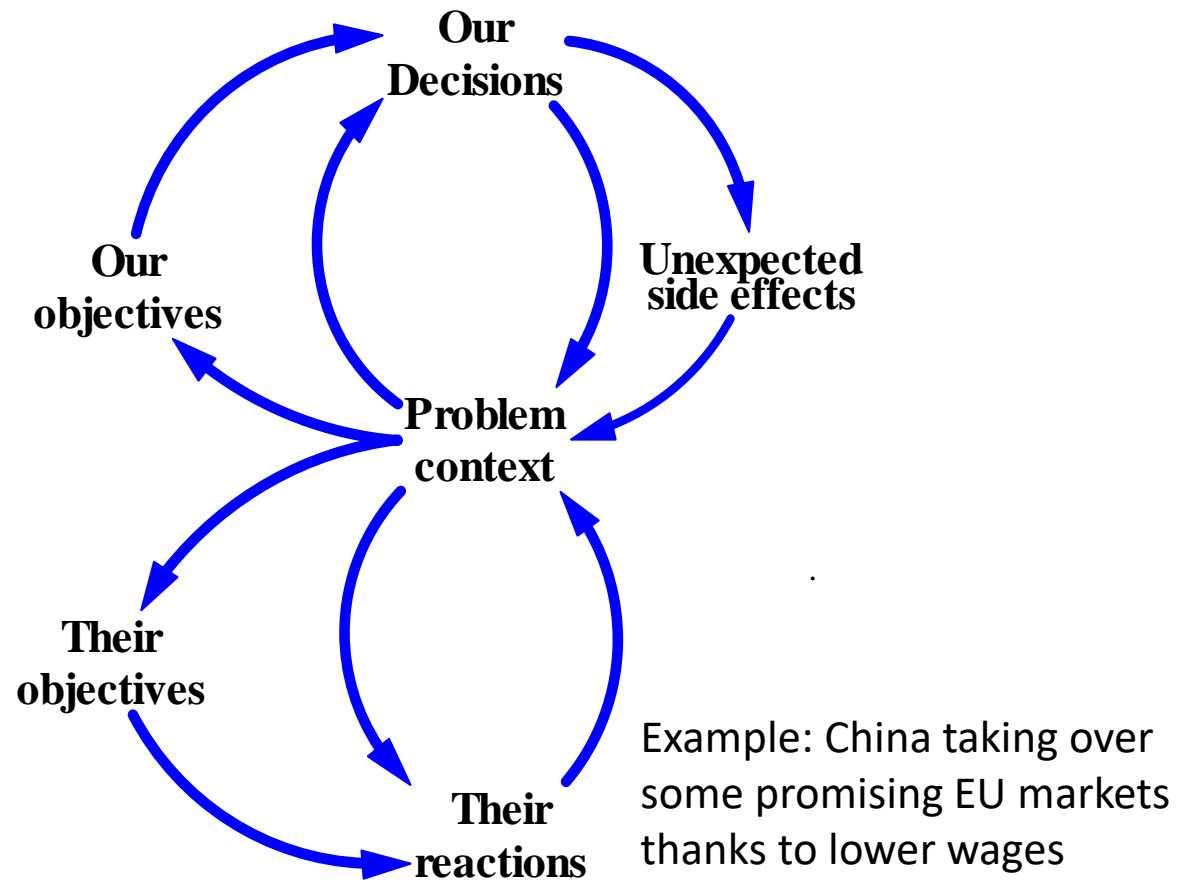 Our
Decisions
Our
objectives
Unexpected
side effects
Problem
context
Their
objectives
Their
reactions
Example: China taking over
some promising EU markets
thanks to lower wages